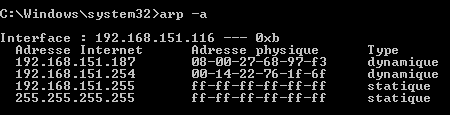 C:\Windows\system32>arp -a
Interface : 192.168.151.116 --- 0xb
Adresse Internet Adresse physique Type
192.168.151.187 08-00-27-68-97-f3 dynamique
192.168.151.254 00-14-22-76-1f-6f dynamique
192.168.151.255 ff-ff-ff-ff-ff-ff statique
255.255.255.255 ff-ff-ff-ff-ff-ff statique